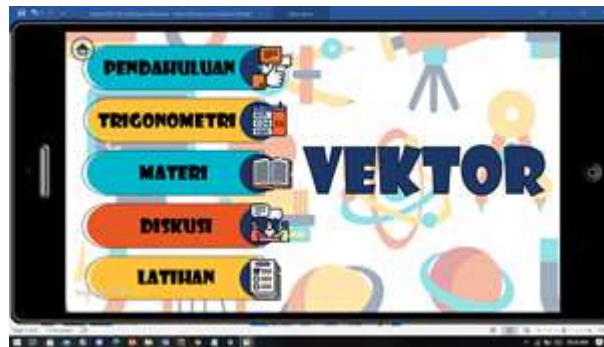 PENDAHULUAN
TRIGONOMETRI
MATERI
DISKUSI
LATIHAN
VEKTOR